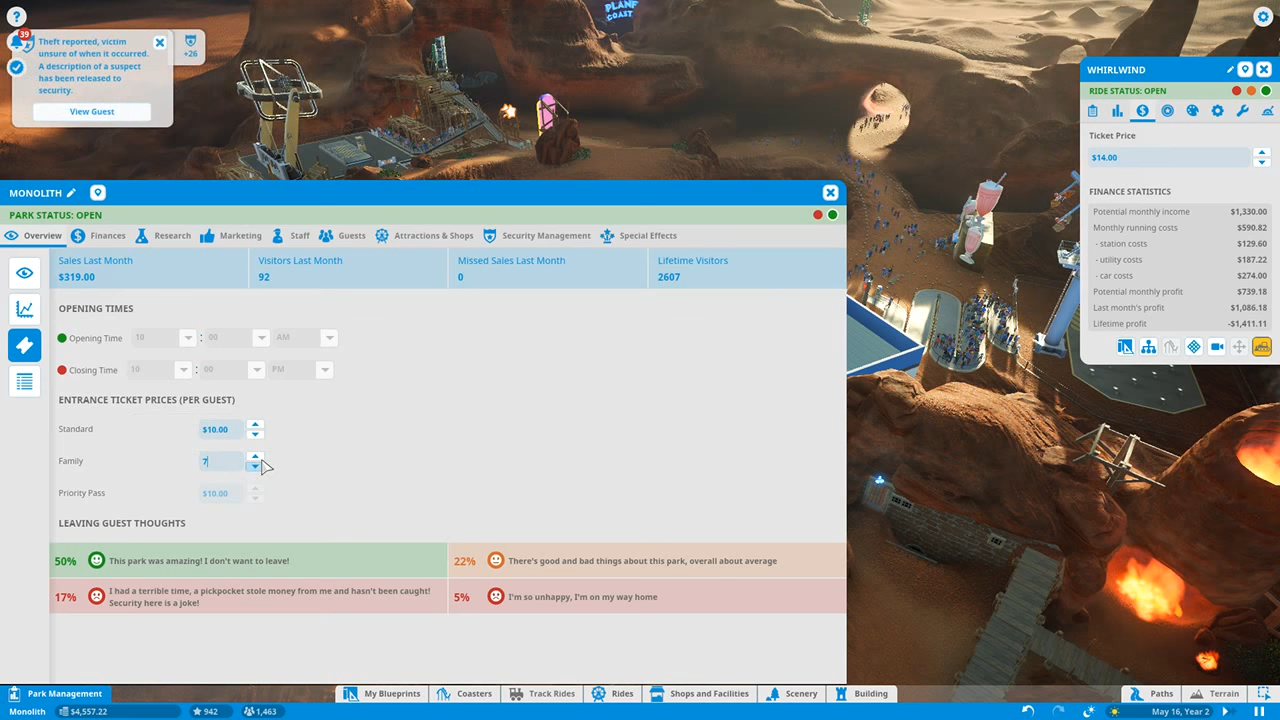 ?
PLANET
COAST
39
Theft reported, victim
unsure of when it occurred.
A description of a suspect
has been released to
security.
View Guest
+26
WHIRLWIND
RIDE STATUS: OPEN
Ticket Price
$14.00
FINANCE STATISTICS
Potential monthly income $1,330.00
Monthly running costs $590.82
- station costs $129.60
- utility costs $187.22
- car costs $274.00
Potential monthly profit $739.18
Last month's profit $1,086.18
Lifetime profit -$1,411.11
MONOLITH
PARK STATUS: OPEN
Overview Finances Research Marketing Staff Guests Attractions & Shops Security Management Special Effects
Sales Last Month Visitors Last Month Missed Sales Last Month Lifetime Visitors
$319.00 92 0 2607
OPENING TIMES
Opening Time 10 : 00 AM
Closing Time 10 : 00 PM
ENTRANCE TICKET PRICES (PER GUEST)
Standard $10.00
Family 7
Priority Pass $10.00
LEAVING GUEST THOUGHTS
50% This park was amazing! I don't want to leave! 22% There's good and bad things about this park, overall about average
17% I had a terrible time, a pickpocket stole money from me and hasn't been caught!
Security here is a joke! 5% I'm so unhappy, I'm on my way home
Park Management My Blueprints Coasters Track Rides Rides Shops and Facilities Scenery Building Paths Terrain
Monolith $4,557.22 942 1,463 May 16, Year 2